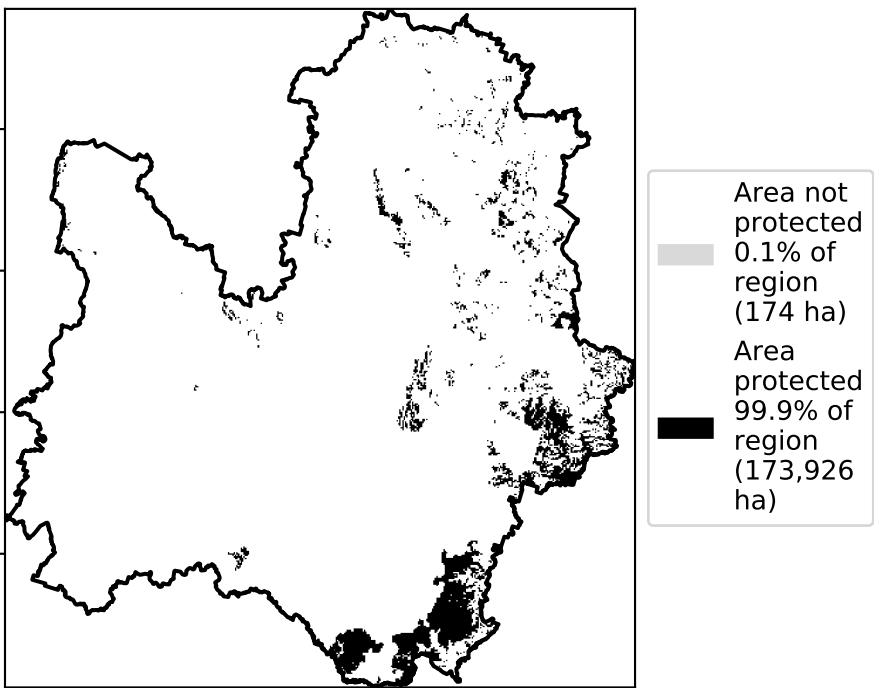 Area not
protected
0.1% of
region
(174 ha)
Area
protected
99.9% of
region
(173,926
ha)